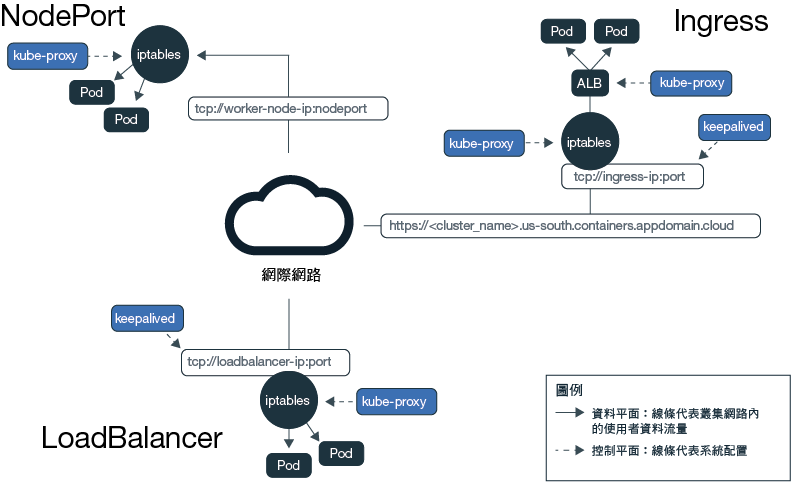 NodePort
kube-proxy
iptables
Pod
Pod
tcp://worker-node-ip:nodeport
Ingress
Pod
Pod
ALB
kube-proxy
iptables
kube-proxy
keepalived
tcp://ingress-ip:port
https://<cluster_name>.us-south.containers.appdomain.cloud
網際網路
keepalived
tcp://loadbalancer-ip:port
iptables
kube-proxy
LoadBalancer
Pod
Pod
圖例
資料平面：線條代表叢集網路內
的使用者資料流量
控制平面：線條代表系統配置